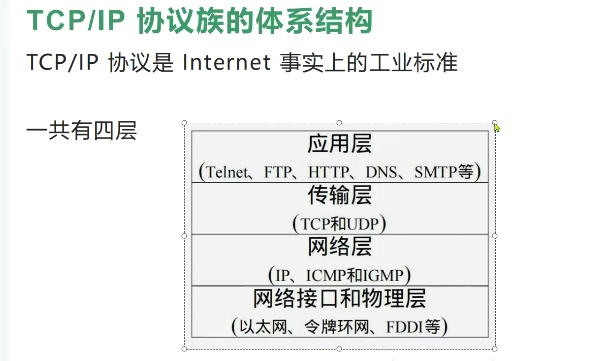 TCP/IP 协议族的体系结构
TCP/IP 协议是 Internet 事实上的工业标准
一共有四层
应用层
(Telnet、FTP、HTTP、DNS、SMTP等)
传输层
(TCP和UDP)
网络层
(IP、ICMP和IGMP)
网络接口和物理层
(以太网、令牌环网、FDDI等)